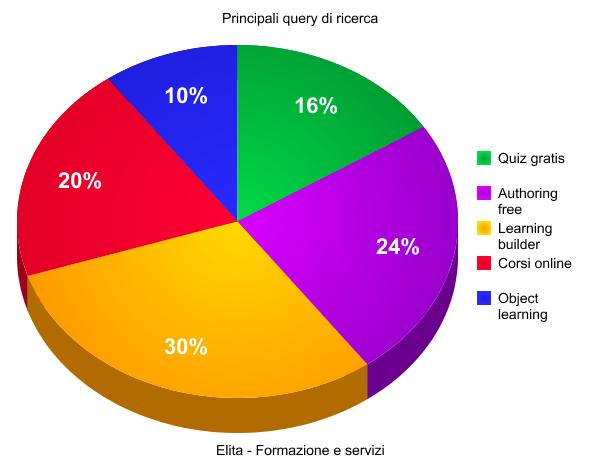 Principali query di ricerca
10%
16%
20%
24%
30%
Quiz gratis
Authoring
free
Learning
builder
Corsi online
Object
learning
Elita - Formazione e servizi